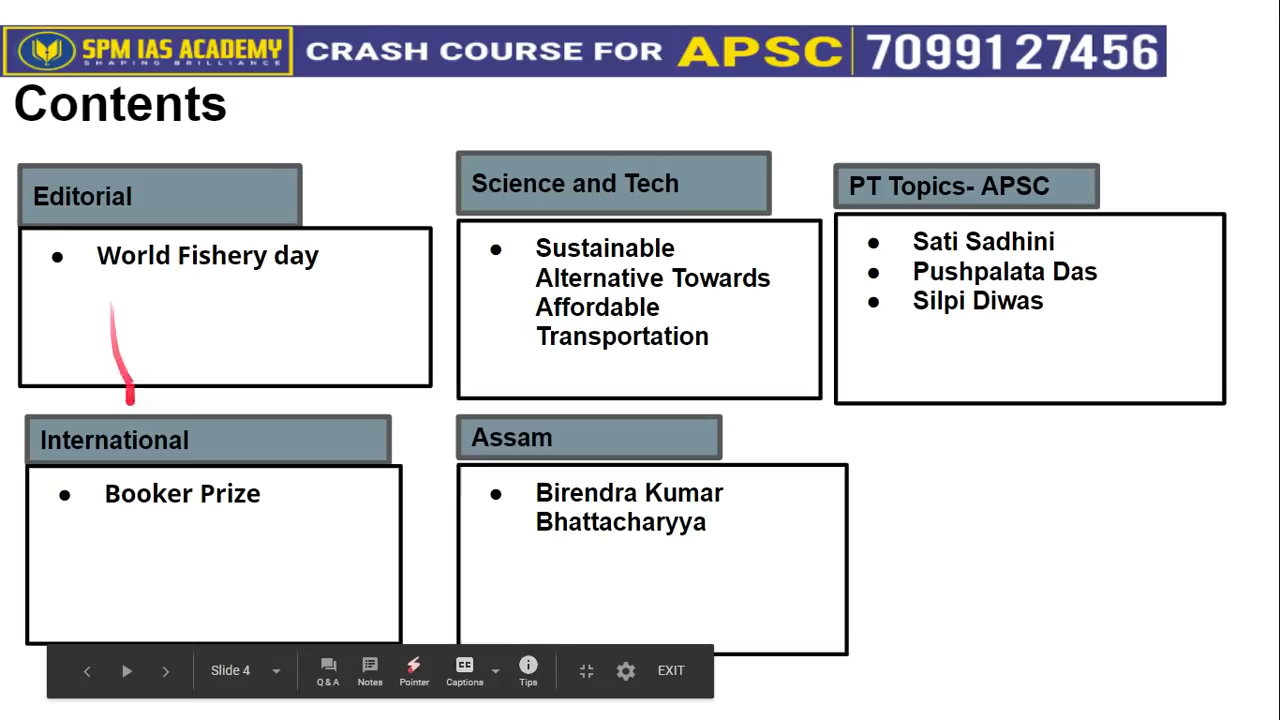 SPM IAS ACADEMY
SHAPING BRILLIANCE
CRASH COURSE FOR APSC 7099127456
Contents
Editorial
● World Fishery day
Science and Tech
● Sustainable
Alternative Towards
Affordable
Transportation
PT Topics- APSC
● Sati Sadhini
● Pushpalata Das
● Silpi Diwas
International
● Booker Prize
Assam
● Birendra Kumar
Bhattacharyya
Slide 4
Q & A
Notes
Pointer
CC
Captions
Tips
EXIT